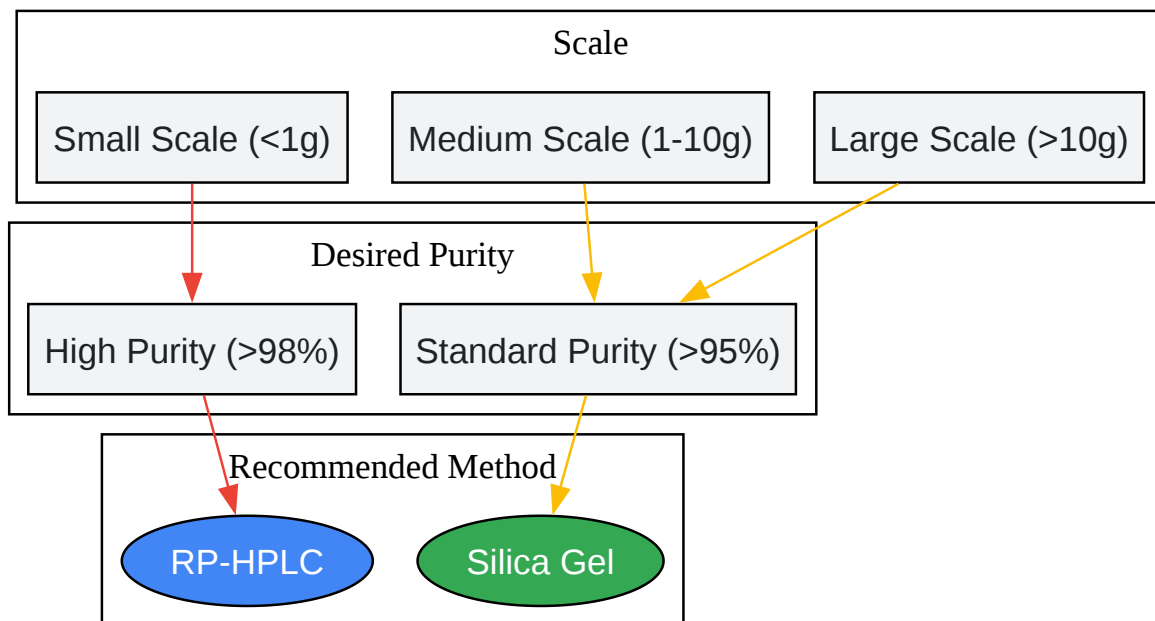 Scale
Small Scale (<1g)
Medium Scale (1-10g)
Large Scale (>10g)
Desired Purity
High Purity (>98%)
Standard Purity (>95%)
Recommended Method
RP-HPLC
Silica Gel